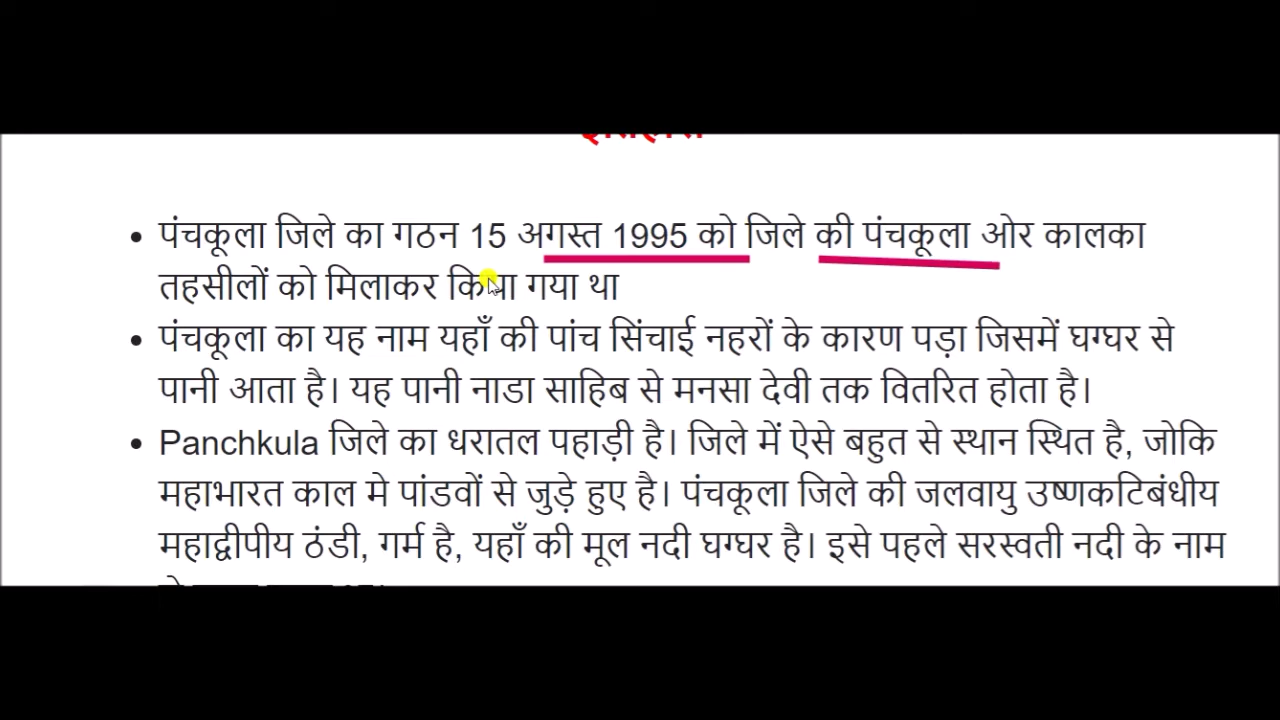 पंचकूला जिले का गठन 15 अगस्त 1995 को जिले की पंचकूला ओर कालका
तहसीलों को मिलाकर किया गया था
पंचकूला का यह नाम यहाँ की पांच सिंचाई नहरों के कारण पड़ा जिसमें घग्घर से
पानी आता है। यह पानी नाडा साहिब से मनसा देवी तक वितरित होता है।
Panchkula जिले का धरातल पहाड़ी है। जिले में ऐसे बहुत से स्थान स्थित है, जोकि
महाभारत काल मे पांडवों से जुड़े हुए है। पंचकूला जिले की जलवायु उष्णकटिबंधीय
महाद्वीपीय ठंडी, गर्म है, यहाँ की मूल नदी घग्घर है। इसे पहले सरस्वती नदी के नाम